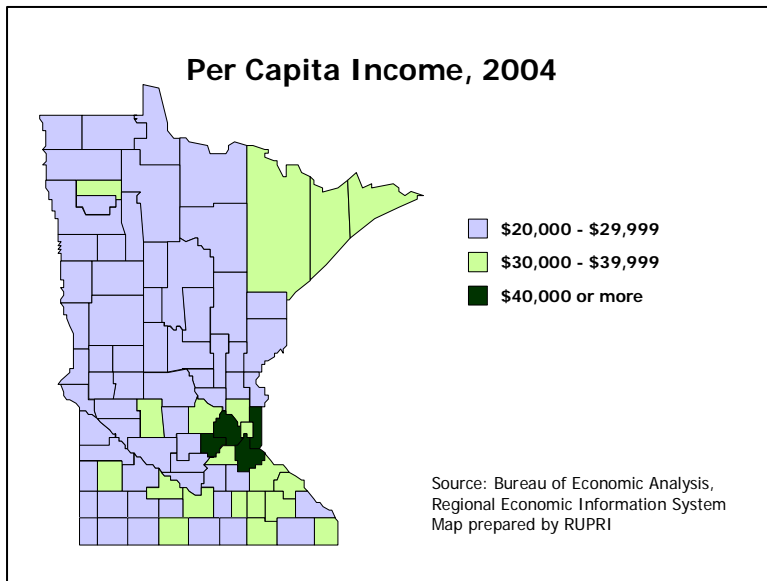 Per Capita Income, 2004
$20,000 - $29,999
$30,000 - $39,999
$40,000 or more
Source: Bureau of Economic Analysis,
Regional Economic Information System
Map prepared by RUPRI